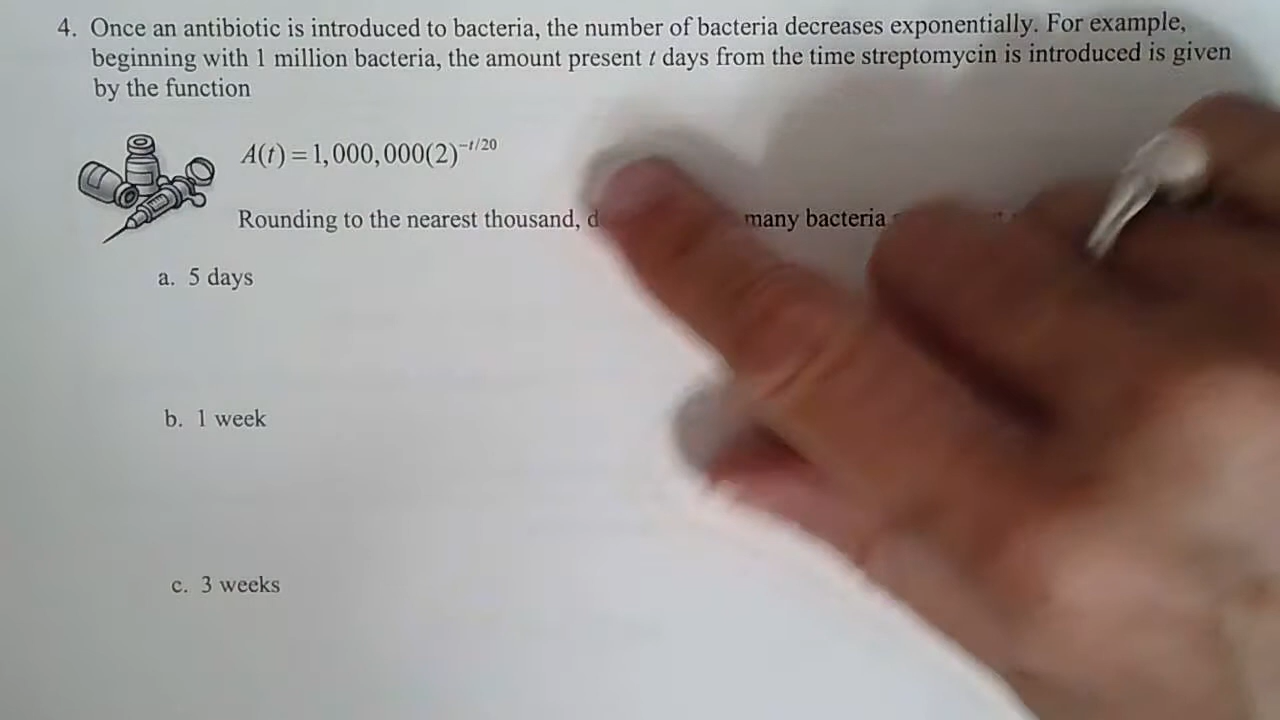 4. Once an antibiotic is introduced to bacteria, the number of bacteria decreases exponentially. For example,
beginning with 1 million bacteria, the amount present t days from the time streptomycin is introduced is given
by the function
A(t) = 1,000,000(2)^{-t/20}
Rounding to the nearest thousand, many bacteria
a. 5 days
b. 1 week
c. 3 weeks